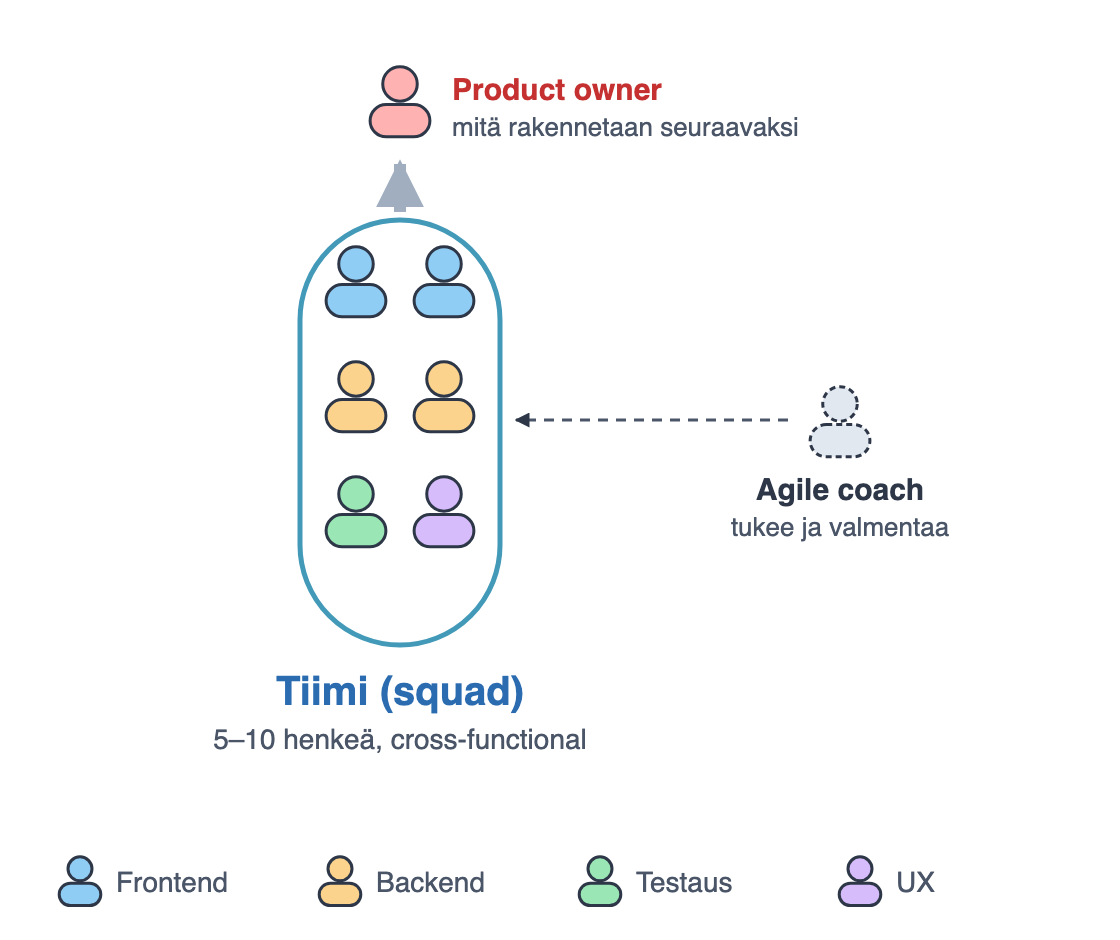 Product owner
mitä rakennetaan seuraavaksi
Agile coach
tukee ja valmentaa
Tiimi (squad)
5–10 henkeä, cross-functional
Frontend
Backend
Testaus
UX